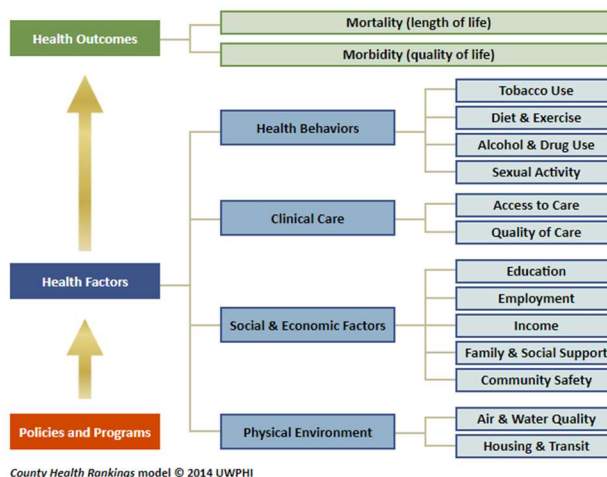 Health Outcomes
Mortality (length of life)
Morbidity (quality of life)
Health Factors
Health Behaviors
Tobacco Use
Diet & Exercise
Alcohol & Drug Use
Sexual Activity
Clinical Care
Access to Care
Quality of Care
Social & Economic Factors
Education
Employment
Income
Family & Social Support
Community Safety
Physical Environment
Air & Water Quality
Housing & Transit
Policies and Programs
County Health Rankings model © 2014 UWPHI